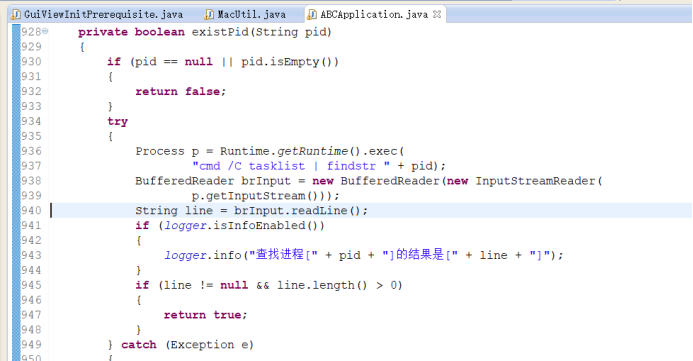 GuiViewInitPrerequisite.java MacUtil.java ABCApplication.java
928 private boolean existPid(String pid)
929 {
930 if (pid == null || pid.isEmpty())
931 {
932 return false;
933 }
934 try
935 {
936 Process p = Runtime.getRuntime().exec(
937 "cmd /C tasklist | findstr " + pid);
938 BufferedReader brInput = new BufferedReader(new InputStreamReader(
939 p.getInputStream()));
940 String line = brInput.readLine();
941 if (logger.isInfoEnabled())
942 {
943 logger.info("查找进程[" + pid + "]的结果是[" + line + "]");
944 }
945 if (line != null && line.length() > 0)
946 {
947 return true;
948 }
949 } catch (Exception e)
950 {